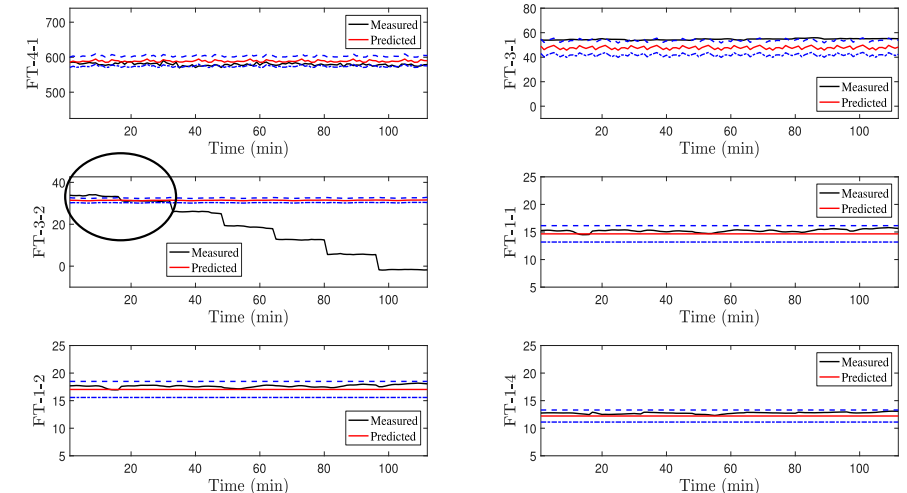 FT-4-1
700
600
500
20 40 60 80 100
Time (min)
Measured
Predicted
FT-3-1
80
60
40
20
0
20 40 60 80 100
Time (min)
Measured
Predicted
FT-3-2
40
20
0
20 40 60 80 100
Time (min)
Measured
Predicted
FT-1-1
25
20
15
10
5
20 40 60 80 100
Time (min)
Measured
Predicted
FT-1-2
25
20
15
10
5
20 40 60 80 100
Time (min)
Measured
Predicted
FT-1-4
25
20
15
10
5
20 40 60 80 100
Time (min)
Measured
Predicted